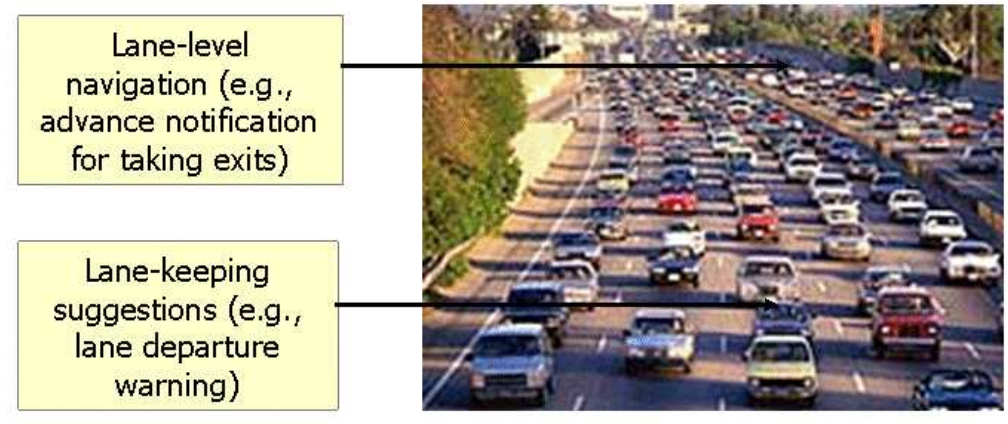 Lane-level
navigation (e.g.,
advance notification
for taking exits)
Lane-keeping
suggestions (e.g.,
lane departure
warning)